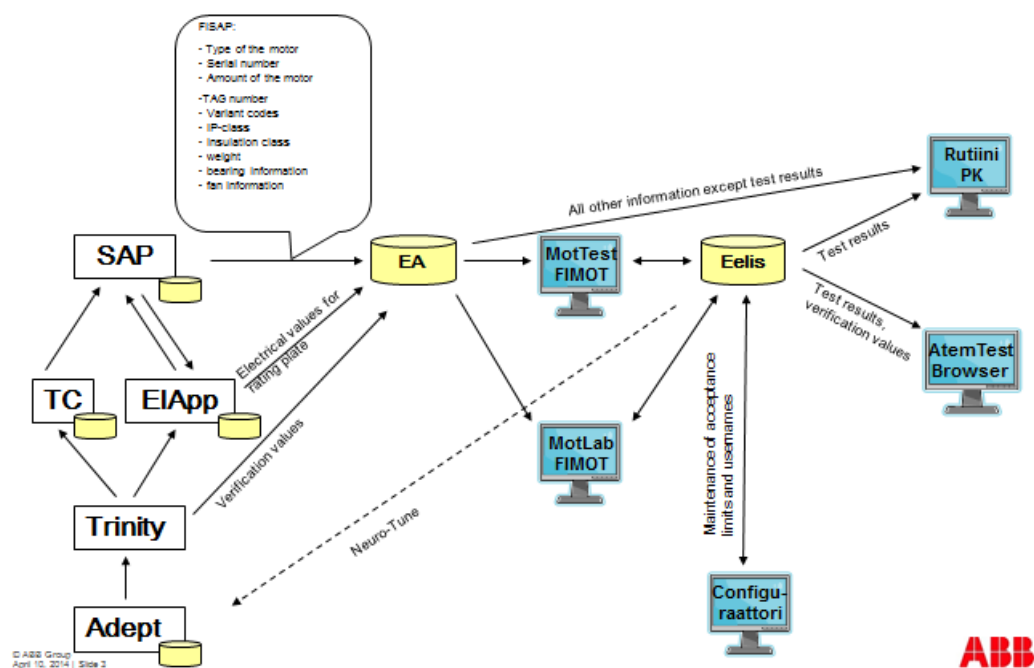 FISAP:
- Type of the motor
- Serial number
- Amount of the motor
-TAG number
- Variant codes
- IP-class
- Insulation class
- weight
- bearing information
- fan information
SAP
EA
MotTest
FIMOT
Eelis
Rutiini
PK
All other information except test results
Test results
Test results,
verification values
AtemTest
Browser
TC
ElApp
Electrical values for
rating plate
Verification values
MotLab
FIMOT
Maintenance of acceptance
limits and usernames
Neuro-Tune
Trinity
Adept
Configu-
raattori
© ABB Group
April 10, 2014 | Slide 3
ABB